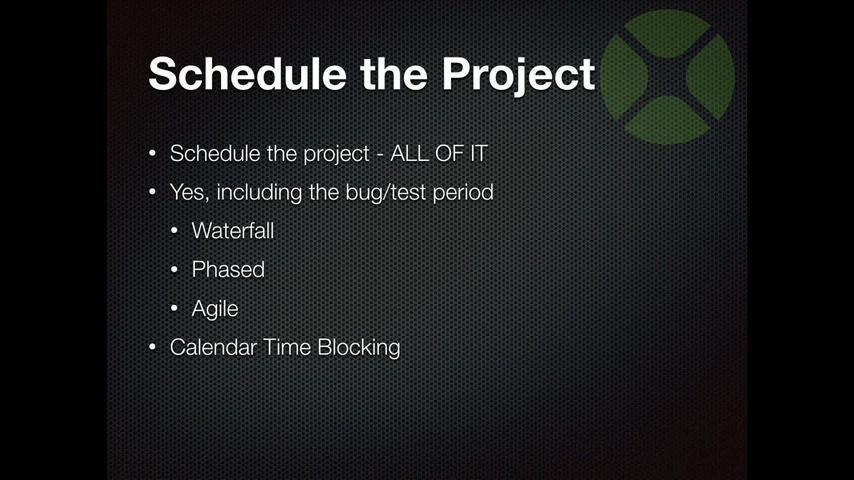 Schedule the Project
• Schedule the project - ALL OF IT
• Yes, including the bug/test period
• Waterfall
• Phased
• Agile
• Calendar Time Blocking